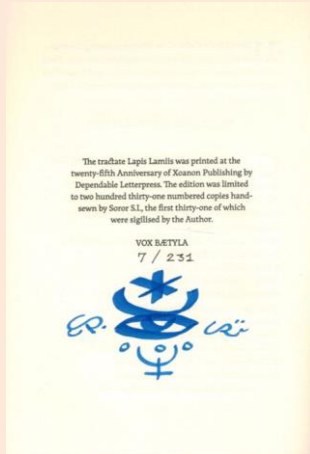 The tractate Lapis Lamiis was printed at the
twenty-fifth Anniversary of Xoanon Publishing by
Dependable Letterpress. The edition was limited
to two hundred thirty-one numbered copies hand-
sewn by Soror S.I., the first thirty-one of which
were sigilised by the Author.
VOX BÆTYLA
7 / 231